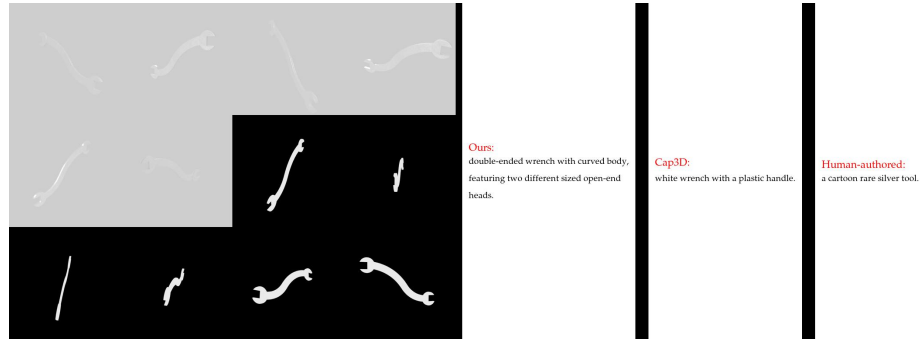 Ours:
double-ended wrench with curved body,
featuring two different sized open-end
heads.
Cap3D:
white wrench with a plastic handle.
Human-authored:
a cartoon rare silver tool.